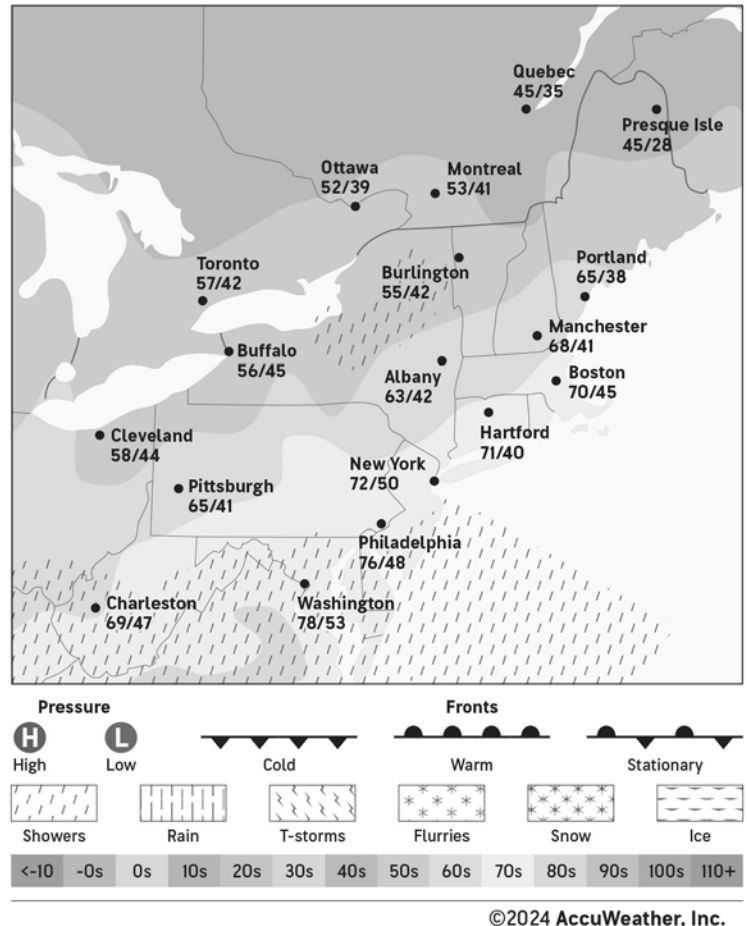 Quebec
45/35
Presque Isle
45/28
Ottawa
52/39
Montreal
53/41
Toronto
57/42
Burlington
55/42
Portland
65/38
Manchester
68/41
Buffalo
56/45
Albany
63/42
Boston
70/45
Cleveland
58/44
Hartford
71/40
New York
72/50
Pittsburgh
65/41
Philadelphia
76/48
Charleston
69/47
Washington
78/53
Pressure
Fronts
H
L
High
Low
Cold
Warm
Stationary
Showers
Rain
T-storms
Flurries
Snow
Ice
<-10 -0s 0s 10s 20s 30s 40s 50s 60s 70s 80s 90s 100s 110+
©2024 AccuWeather, Inc.